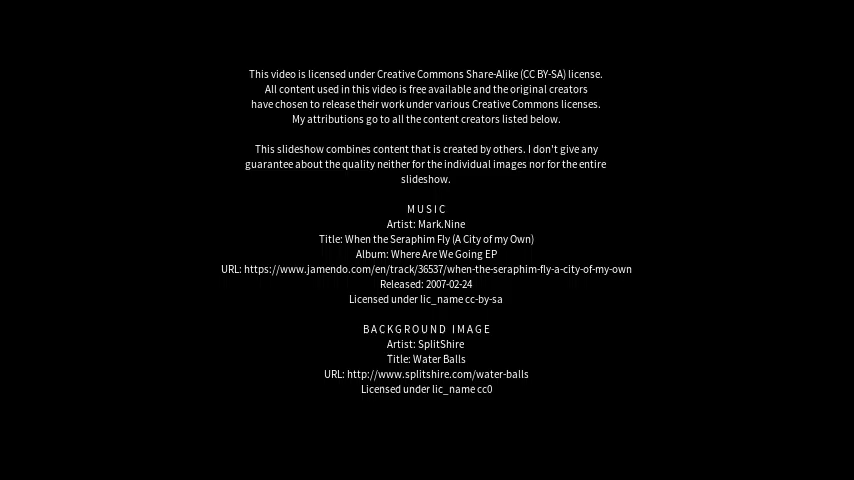 This video is licensed under Creative Commons Share-Alike (CC BY-SA) license.
All content used in this video is free available and the original creators
have chosen to release their work under various Creative Commons licenses.
My attributions go to all the content creators listed below.
This slideshow combines content that is created by others. I don't give any
guarantee about the quality neither for the individual images nor for the entire
slideshow.
MUSIC
Artist: Mark.Nine
Title: When the Seraphim Fly (A City of my Own)
Album: Where Are We Going EP
URL: https://www.jamendo.com/en/track/36537/when-the-seraphim-fly-a-city-of-my-own
Released: 2007-02-24
Licensed under lic_name cc-by-sa
BACKGROUND IMAGE
Artist: SplitShire
Title: Water Balls
URL: http://www.splitshire.com/water-balls
Licensed under lic_name cc0